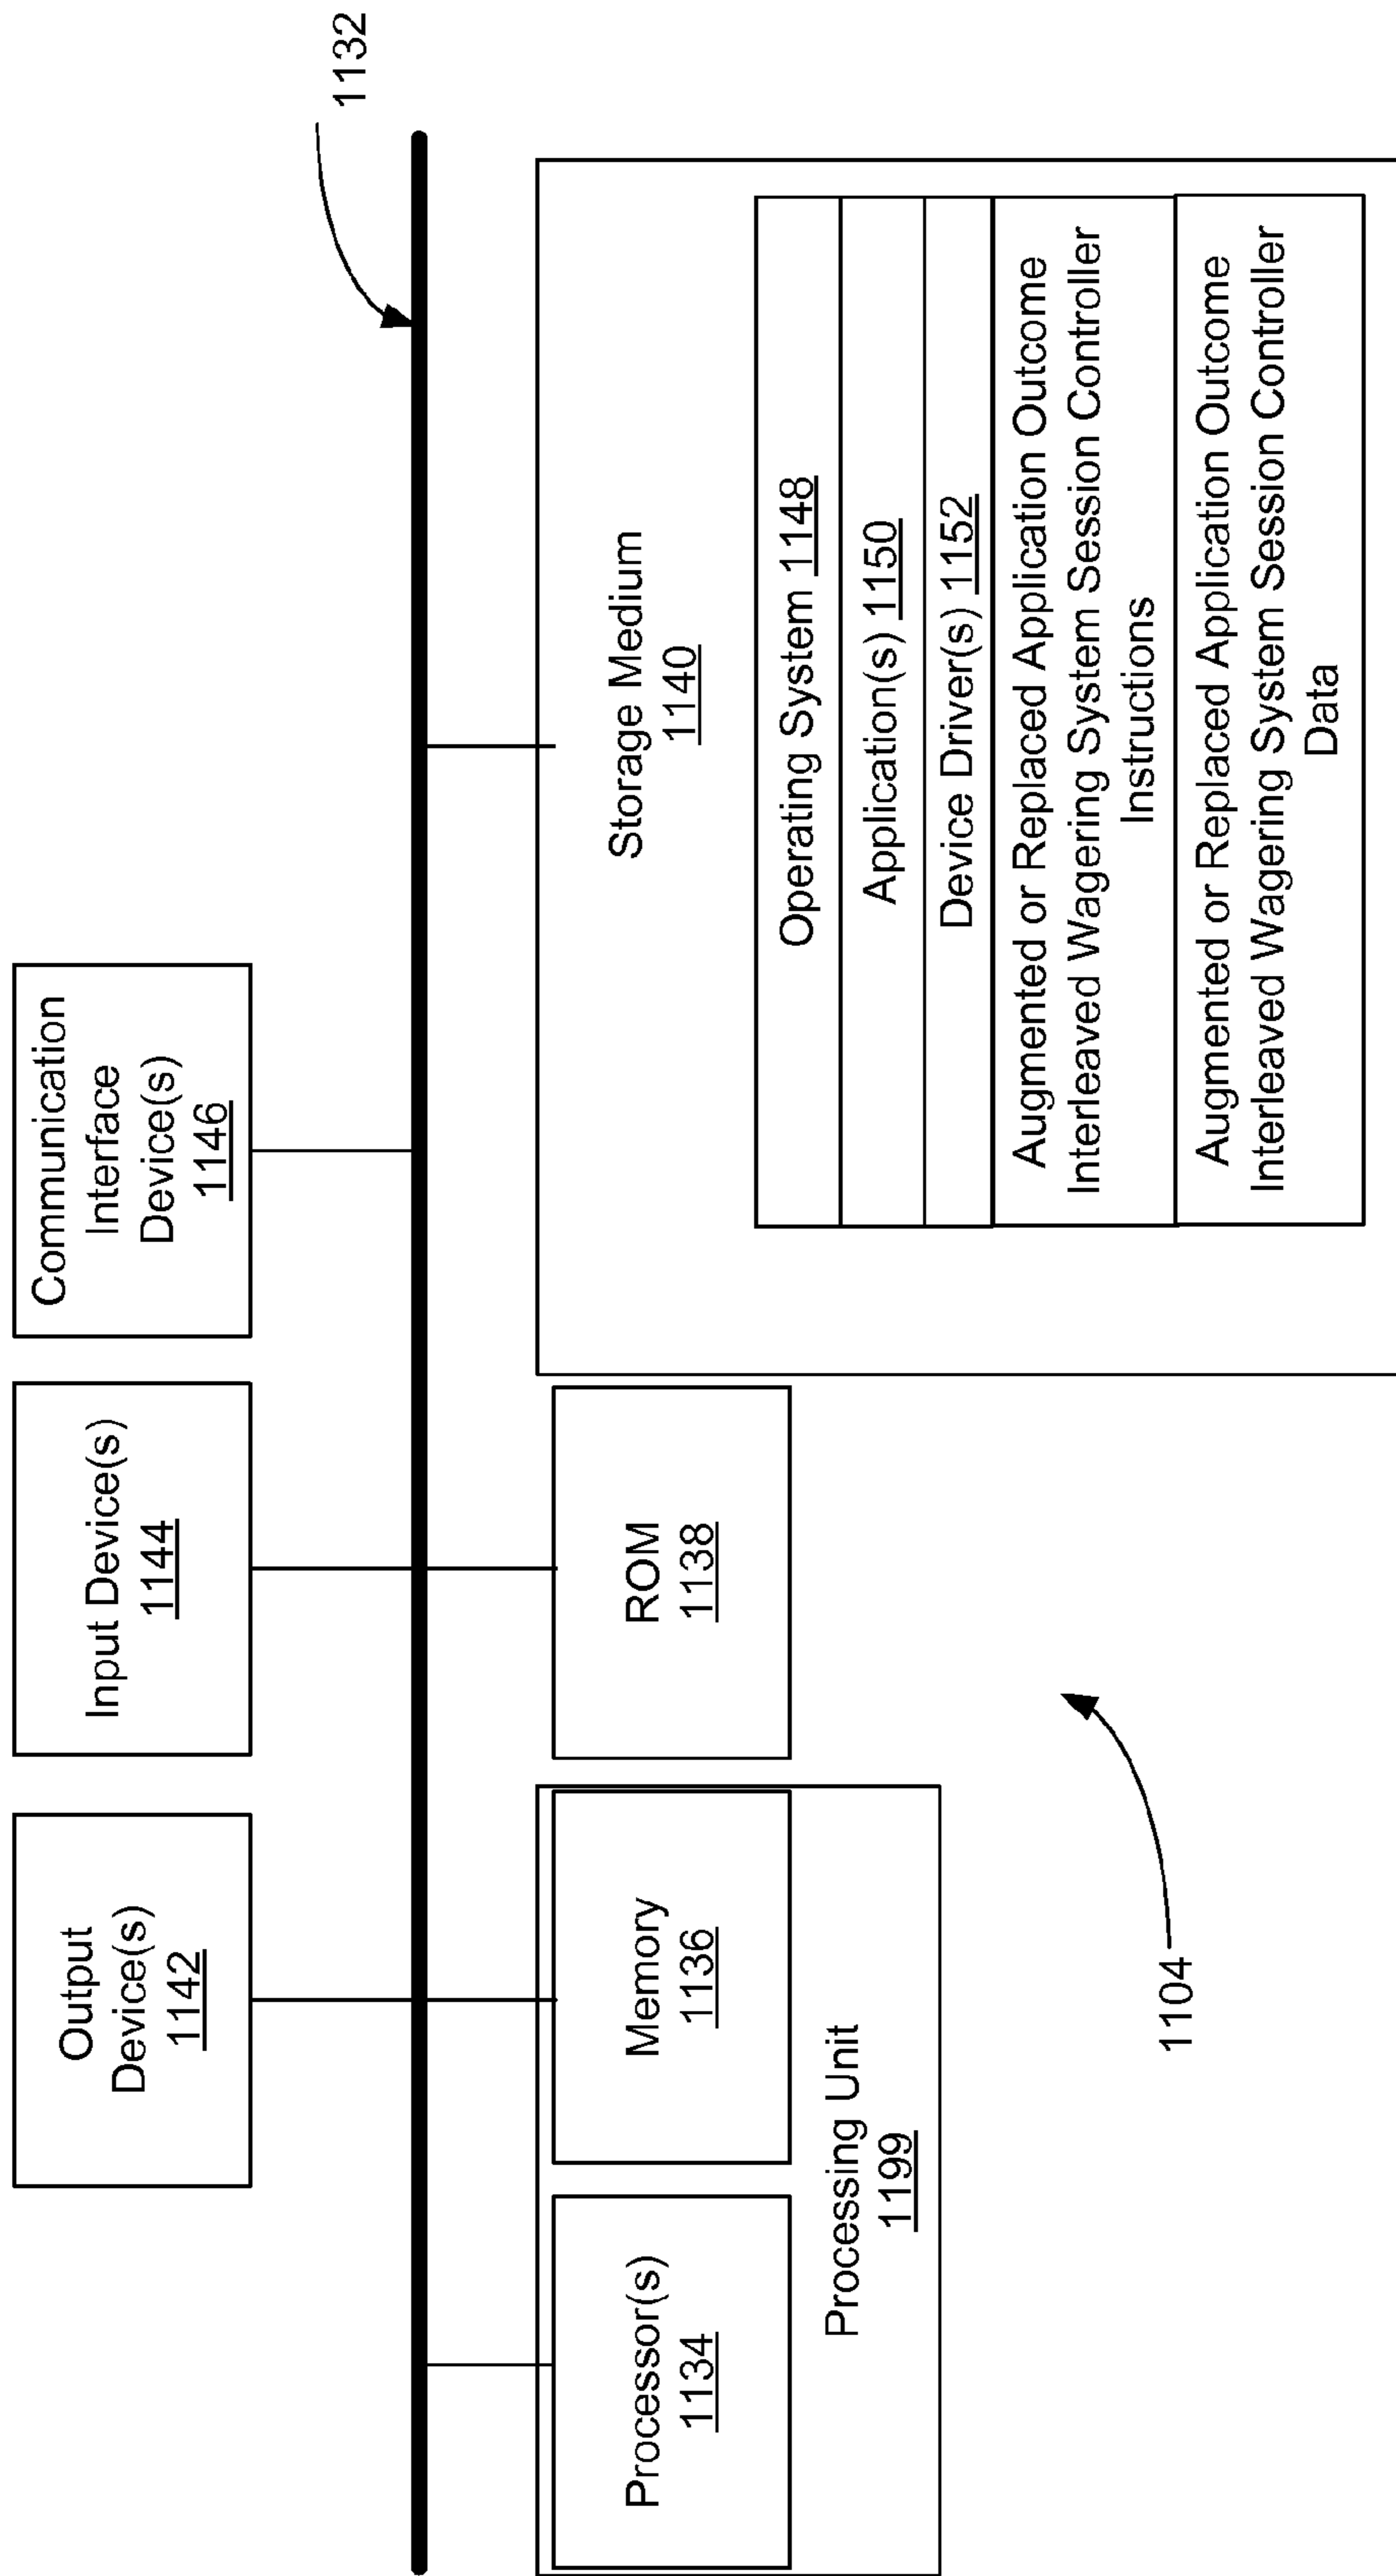 1132
Output
Device(s)
1142
Input Device(s)
1144
Communication
Interface
Device(s)
1146
Processor(s)
1134
Memory
1136
Processing Unit
1199
ROM
1138
Storage Medium
1140
Operating System 1148
Application(s) 1150
Device Driver(s) 1152
Augmented or Replaced Application Outcome
Interleaved Wagering System Session Controller
Instructions
Augmented or Replaced Application Outcome
Interleaved Wagering System Session Controller
Data
1104